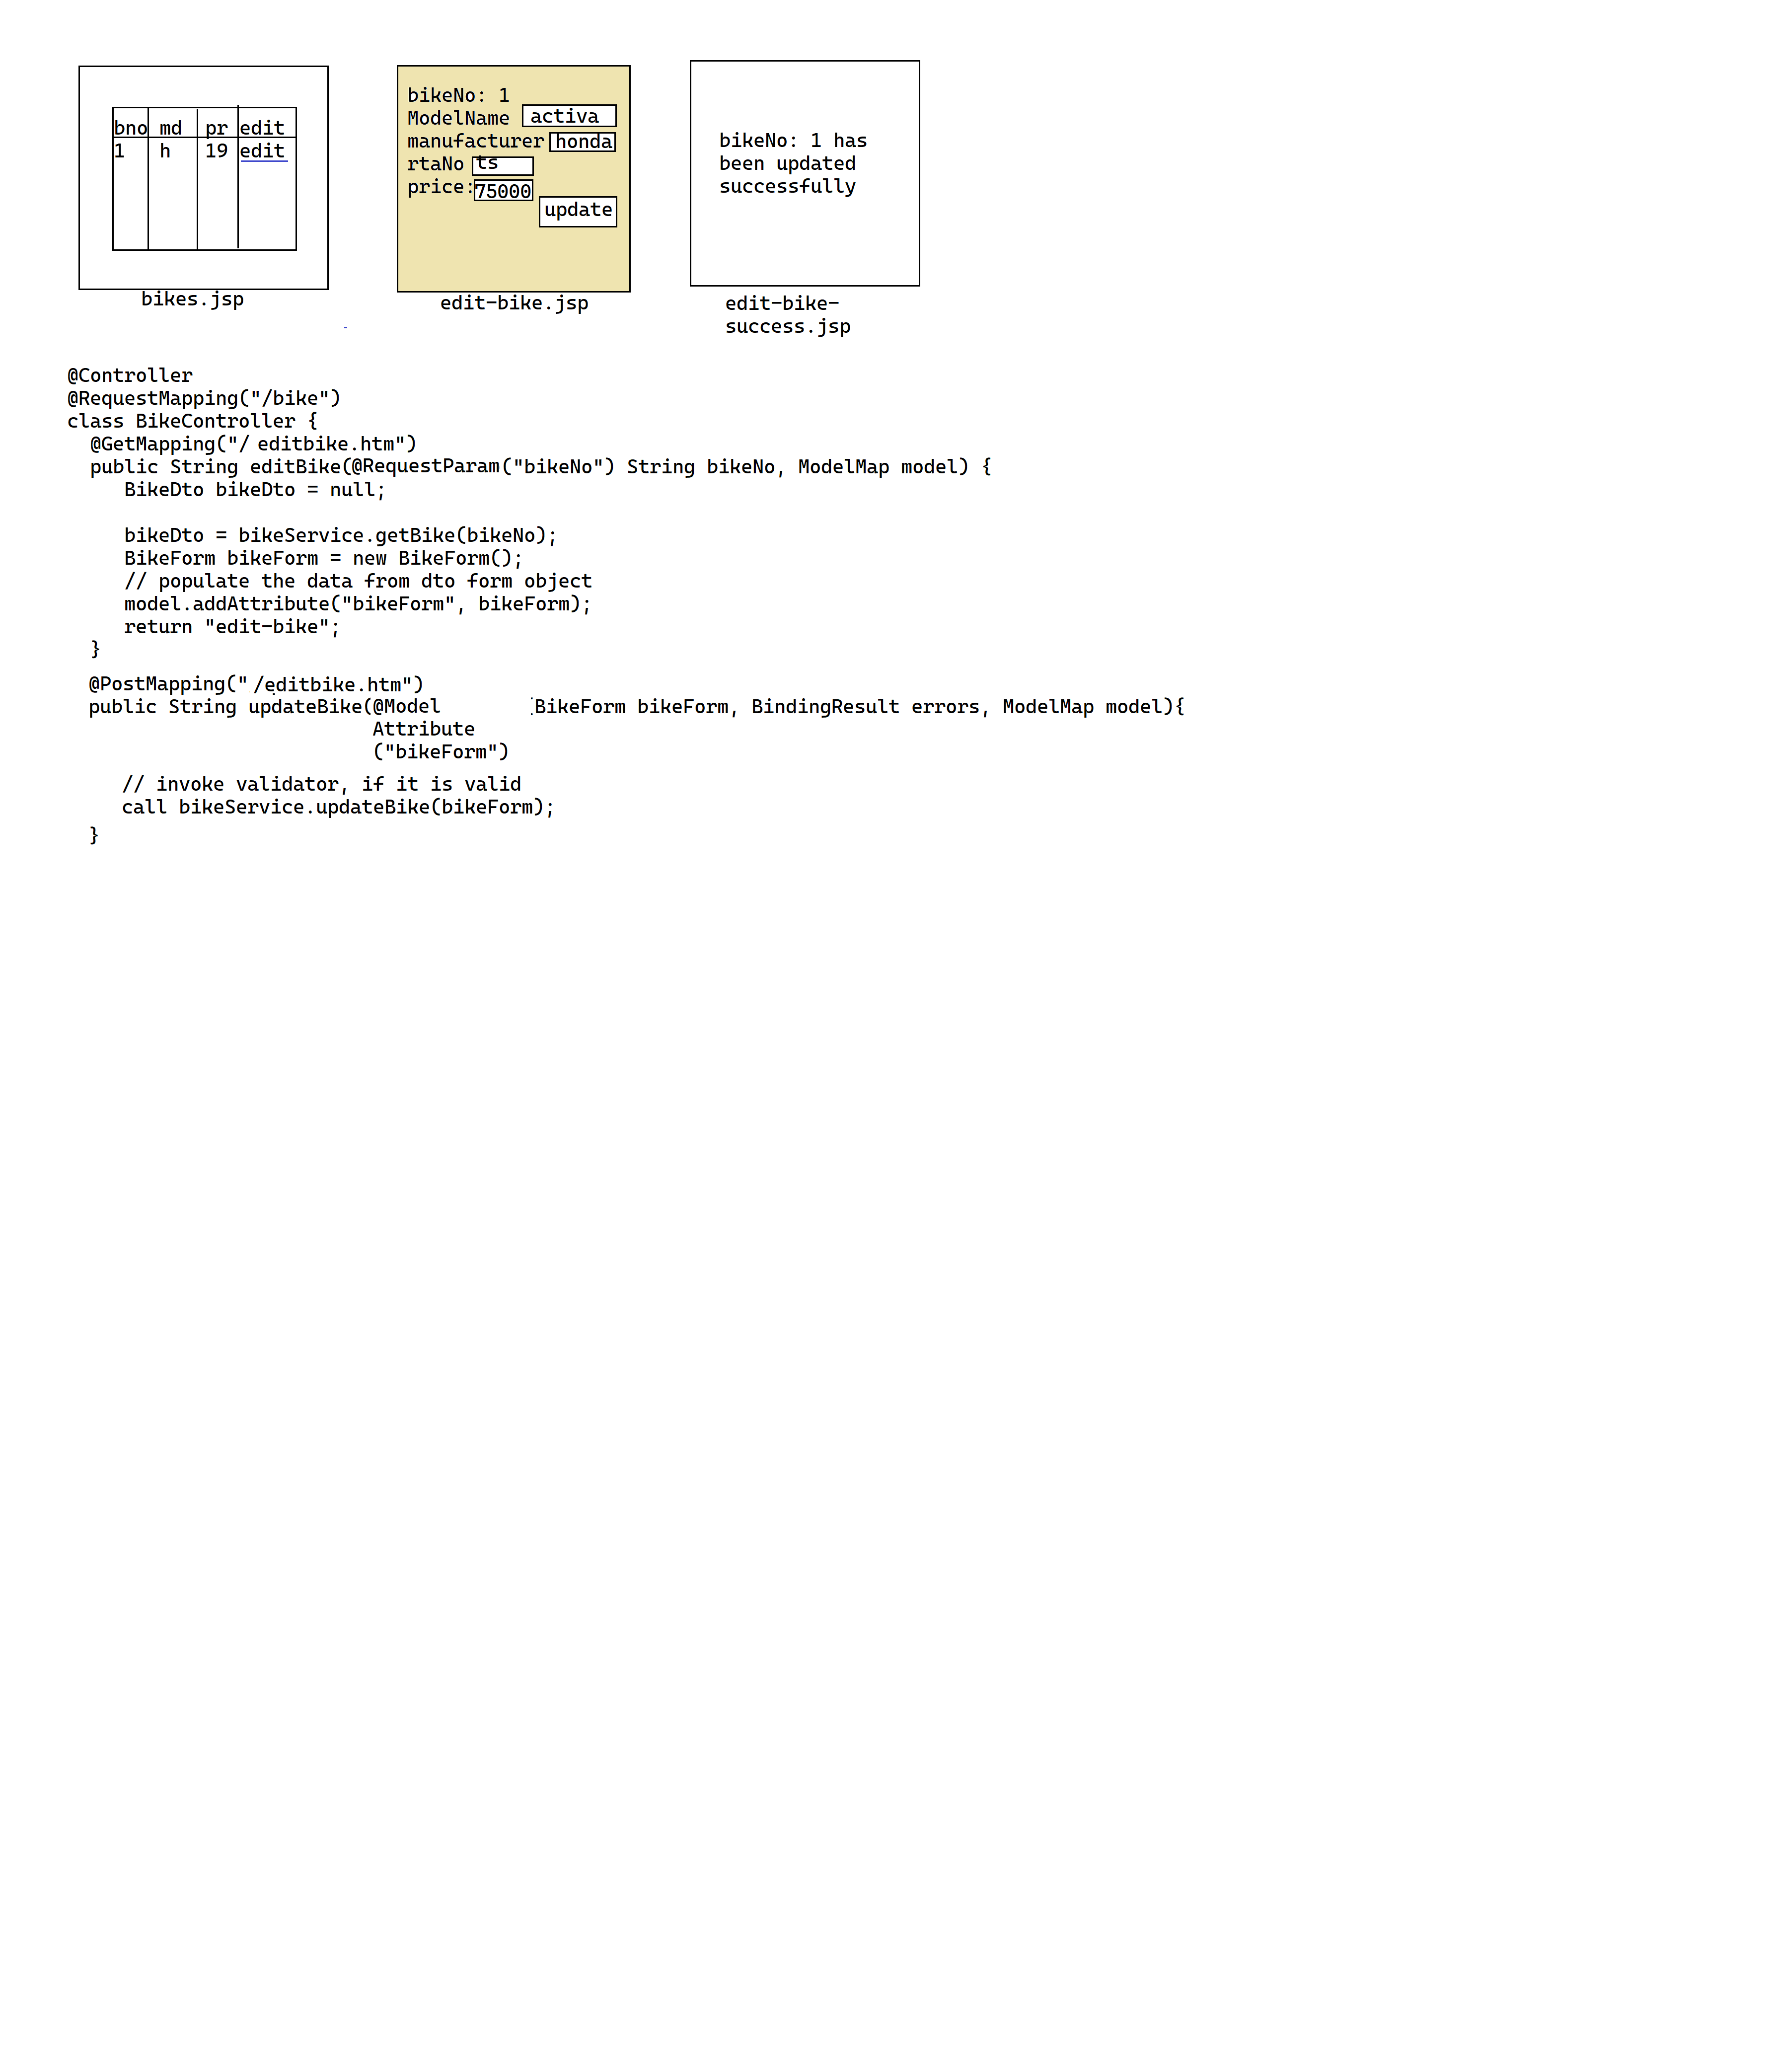 bno md pr edit
1 h 19 edit
bikes.jsp
bikeNo: 1
ModelName activa
manufacturer honda
rtaNo ts
price: 75000
update
edit-bike.jsp
bikeNo: 1 has
been updated
successfully
edit-bike-
success.jsp
@Controller
@RequestMapping("/bike")
class BikeController {
@GetMapping("/ editbike.htm")
public String editBike(@RequestParam("bikeNo") String bikeNo, ModelMap model) {
BikeDto bikeDto = null;
bikeDto = bikeService.getBike(bikeNo);
BikeForm bikeForm = new BikeForm();
// populate the data from dto form object
model.addAttribute("bikeForm", bikeForm);
return "edit-bike";
}
@PostMapping(" /editbike.htm")
public String updateBike(@Model BikeForm bikeForm, BindingResult errors, ModelMap model){
Attribute
("bikeForm")
// invoke validator, if it is valid
call bikeService.updateBike(bikeForm);
}